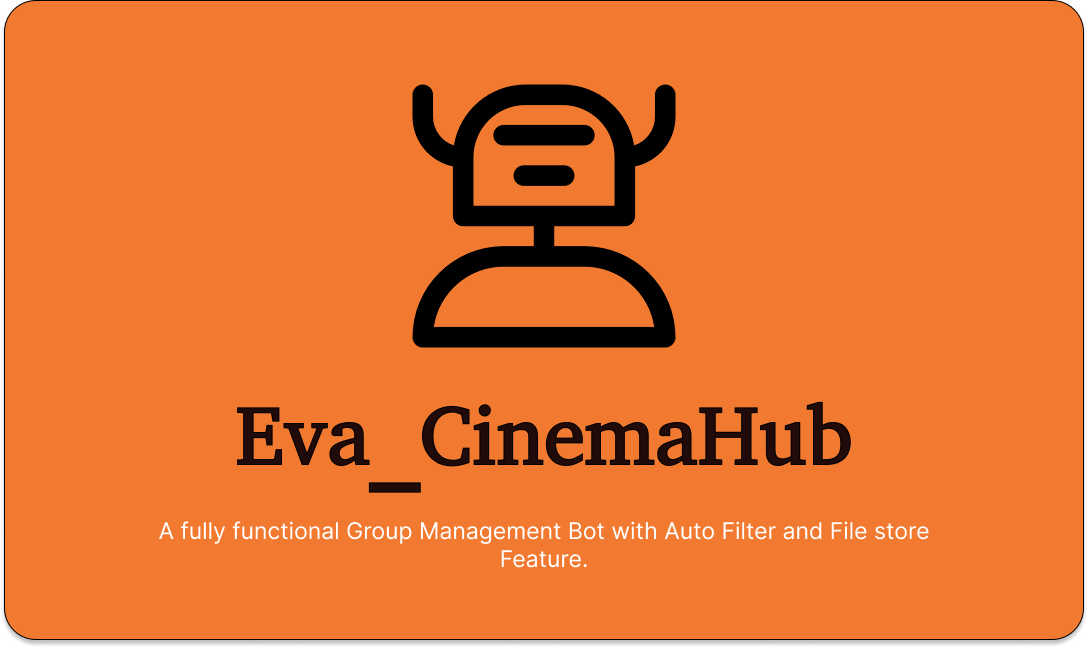 Eva_CinemaHub
A fully functional Group Management Bot with Auto Filter and File store
Feature.